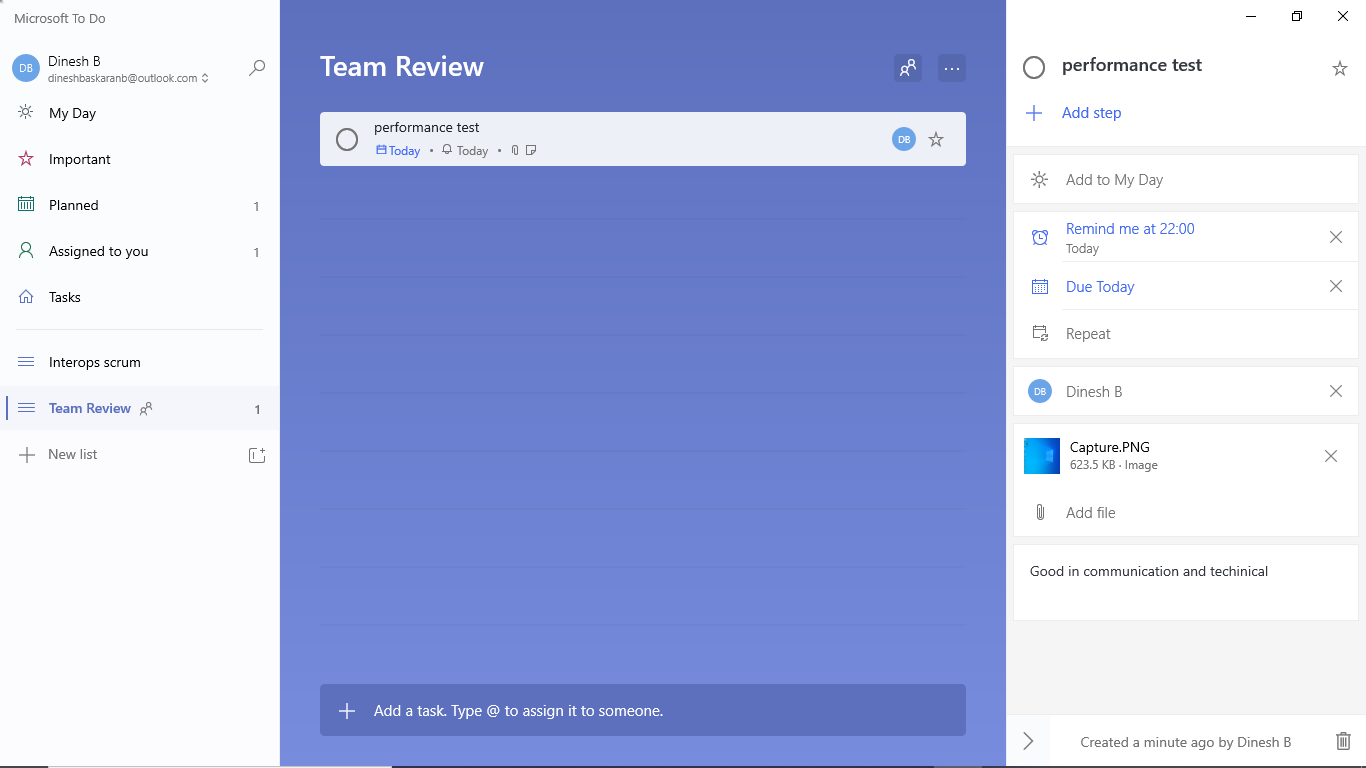 Microsoft To Do
DB
Dinesh B
dineshbaskaranb@outlook.com
My Day
Important
Planned 1
Assigned to you 1
Tasks
Interops scrum
Team Review 1
New list
Team Review
performance test
Today • Today •
DB
Add a task. Type @ to assign it to someone.
performance test
Add step
Add to My Day
Remind me at 22:00
Today
Due Today
Repeat
DB Dinesh B
Capture.PNG
623.5 KB · Image
Add file
Good in communication and techinical
Created a minute ago by Dinesh B